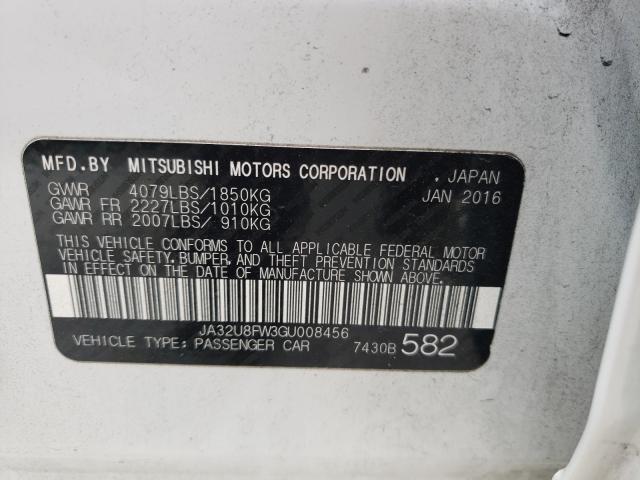 MFD.BY MITSUBISHI MOTORS CORPORATION . JAPAN
GVWR 4079LBS/1850KG JAN 2016
GAWR FR 2227LBS/1010KG
GAWR RR 2007LBS/ 910KG
THIS VEHICLE CONFORMS TO ALL APPLICABLE FEDERAL MOTOR
VEHICLE SAFETY,BUMPER,AND THEFT PREVENTION STANDARDS
IN EFFECT ON THE DATE OF MANUFACTURE SHOWN ABOVE.
JA32U8FW3GU008456
VEHICLE TYPE: PASSENGER CAR 7430B 582